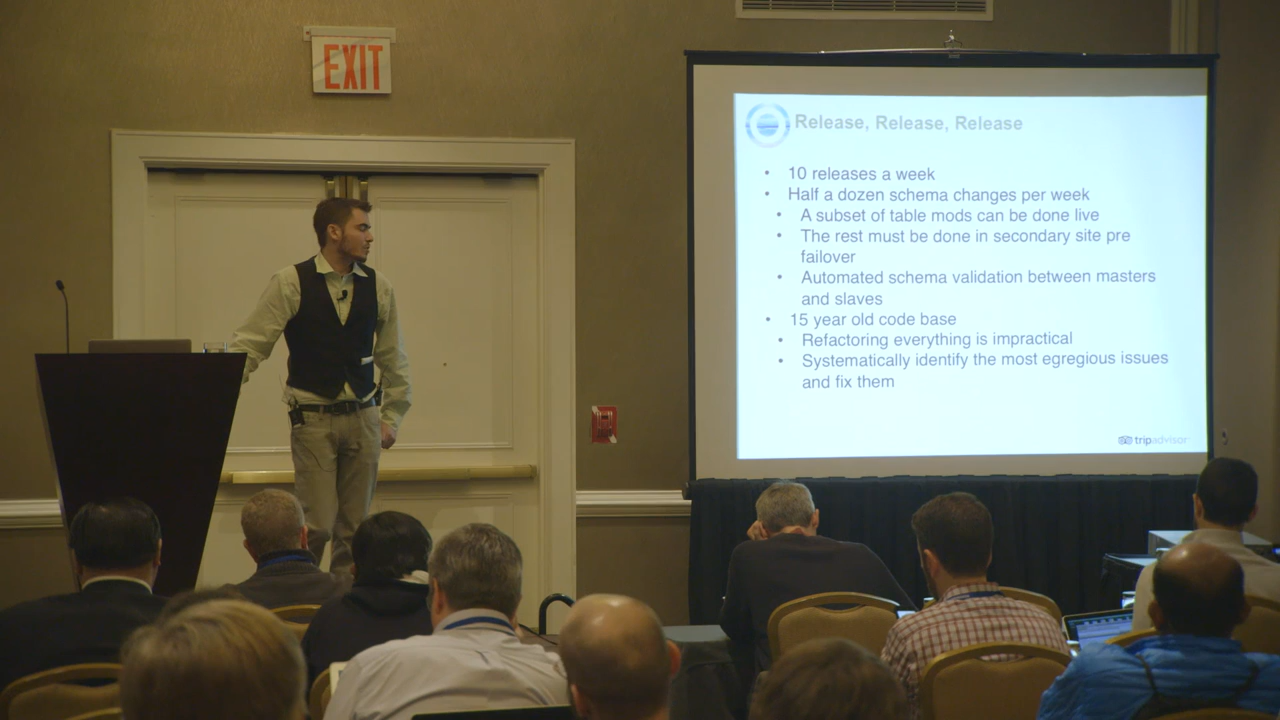 EXIT
Release, Release, Release
• 10 releases a week
• Half a dozen schema changes per week
• A subset of table mods can be done live
• The rest must be done in secondary site pre
failover
• Automated schema validation between masters
and slaves
• 15 year old code base
• Refactoring everything is impractical
• Systematically identify the most egregious issues
and fix them
tripadvisor